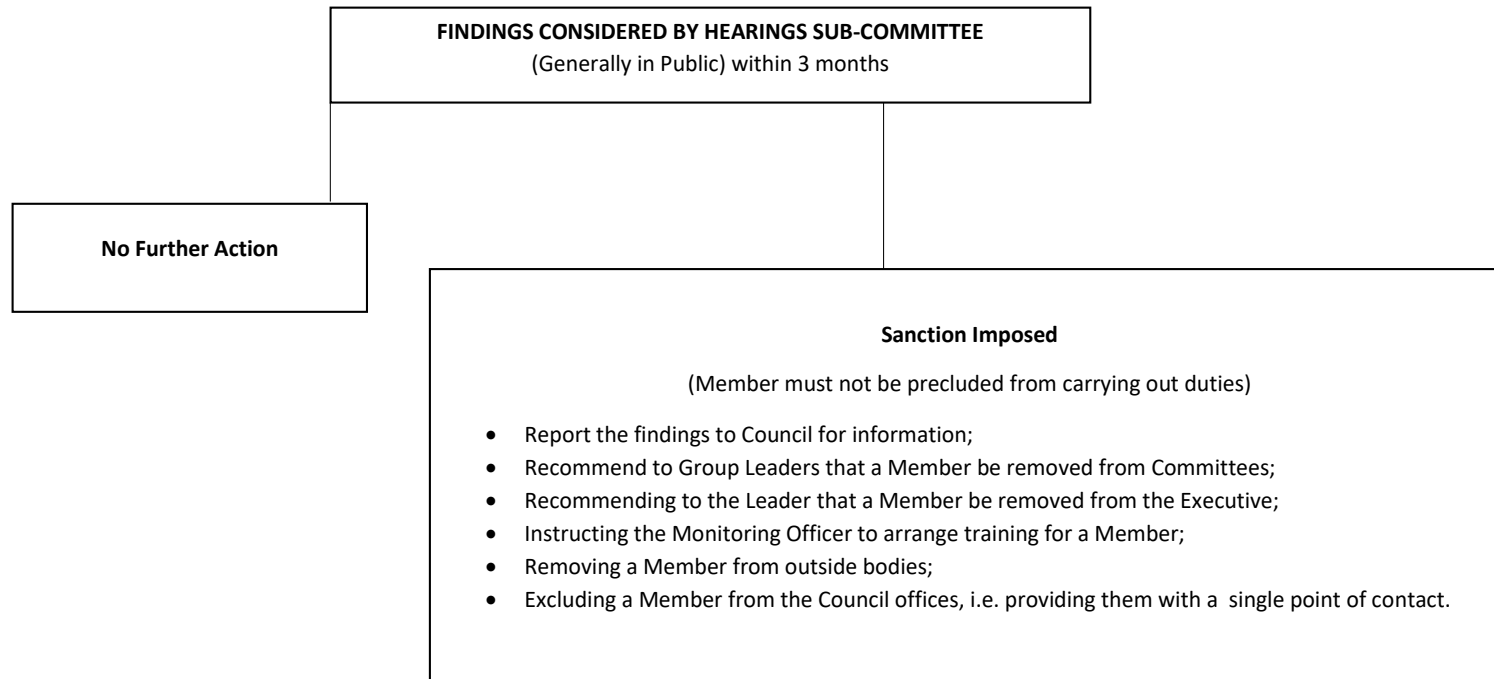 FINDINGS CONSIDERED BY HEARINGS SUB-COMMITTEE
(Generally in Public) within 3 months
No Further Action
Sanction Imposed
(Member must not be precluded from carrying out duties)
• Report the findings to Council for information;
• Recommend to Group Leaders that a Member be removed from Committees;
• Recommending to the Leader that a Member be removed from the Executive;
• Instructing the Monitoring Officer to arrange training for a Member;
• Removing a Member from outside bodies;
• Excluding a Member from the Council offices, i.e. providing them with a single point of contact.